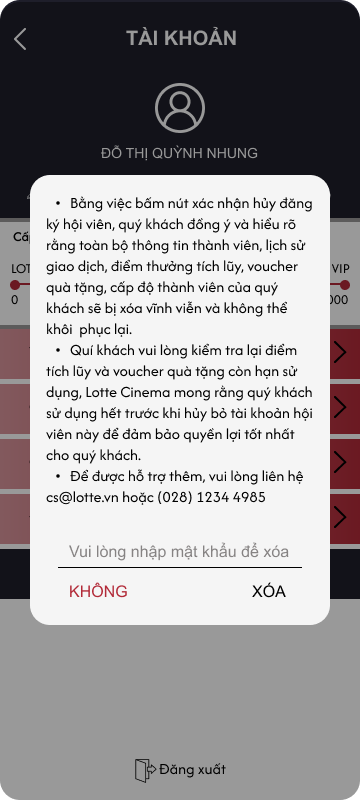 TÀI KHOẢN
ĐỖ THỊ QUỲNH NHUNG
• Bằng việc bấm nút xác nhận hủy đăng
ký hội viên, quý khách đồng ý và hiểu rõ
rằng toàn bộ thông tin thành viên, lịch sử
giao dịch, điểm thưởng tích lũy, voucher
quà tặng, cấp độ thành viên của quý
khách sẽ bị xóa vĩnh viễn và không thể
khôi phục lại.
• Quí khách vui lòng kiểm tra lại điểm
tích lũy và voucher quà tặng còn hạn sử
dụng, Lotte Cinema mong rằng quý khách
sử dụng hết trước khi hủy bỏ tài khoản hội
viên này để đảm bảo quyền lợi tốt nhất
cho quý khách.
• Để được hỗ trợ thêm, vui lòng liên hệ
cs@lotte.vn hoặc (028) 1234 4985
Vui lòng nhập mật khẩu để xóa
KHÔNG XÓA
Cấp
LOT VIP
0 000
Đăng xuất